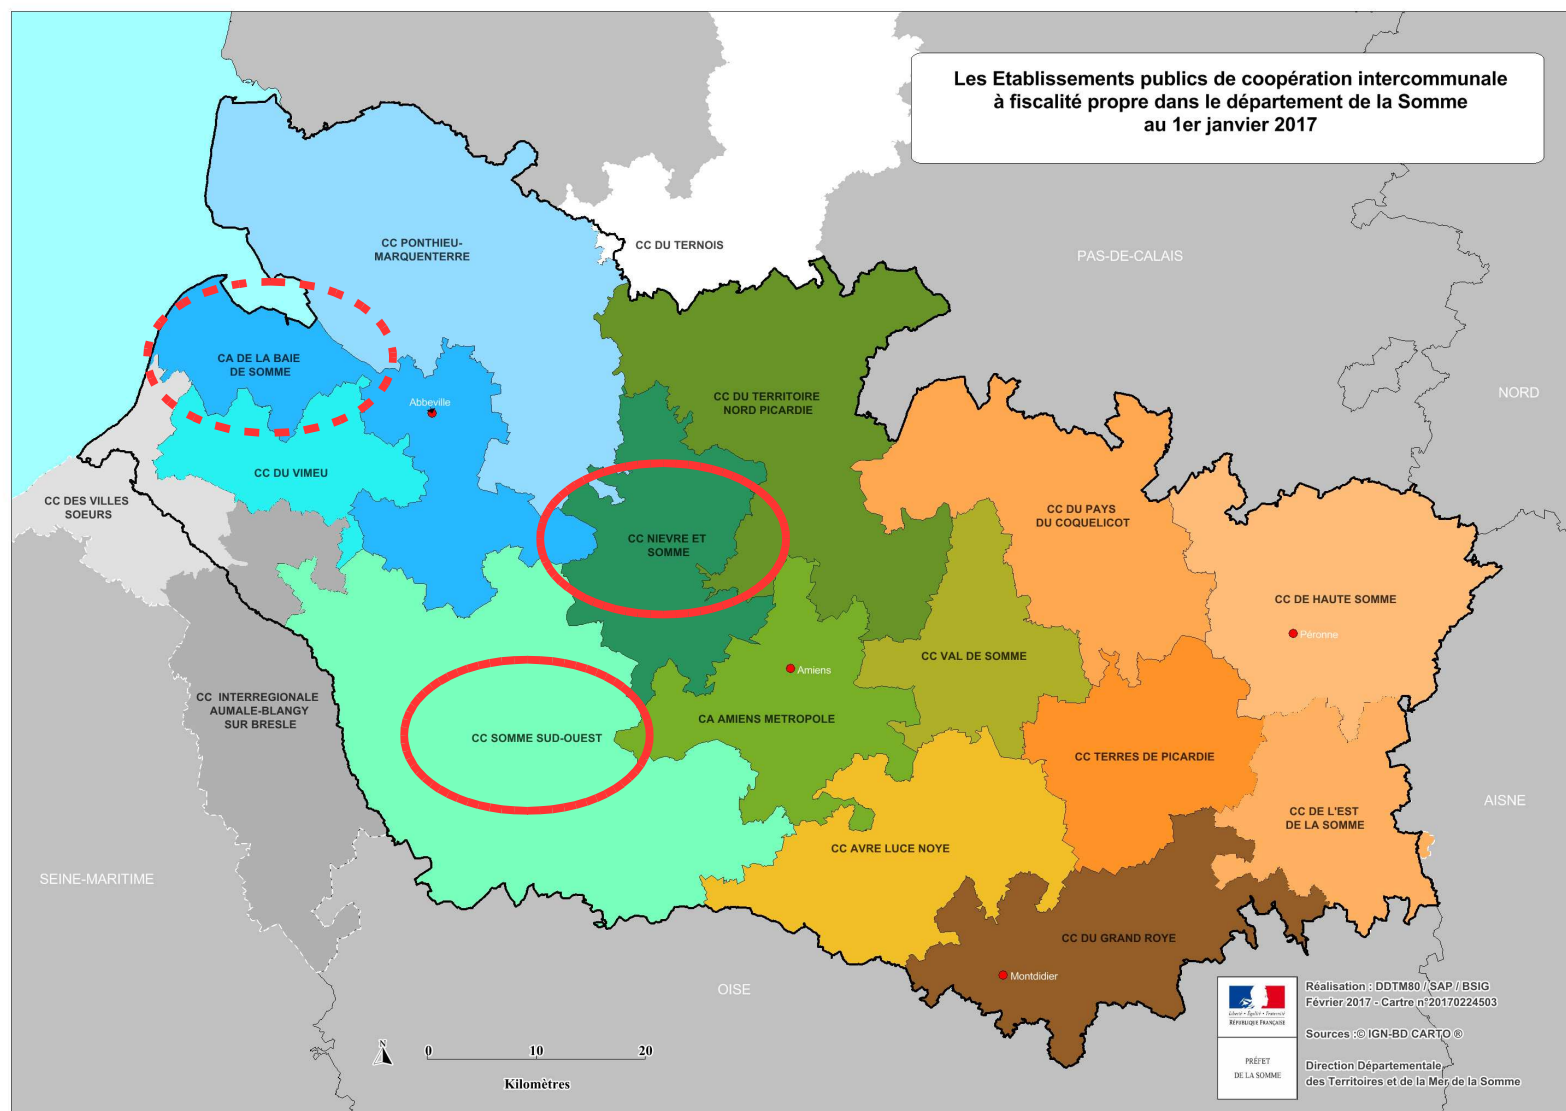 Les Etablissements publics de coopération intercommunale
à fiscalité propre dans le département de la Somme
au 1er janvier 2017
CC PONTHIEU-
MARQUENTERRE
CC DU TERNOIS
PAS-DE-CALAIS
CA DE LA BAIE
DE SOMME
Abbeville
CC DU TERRITOIRE
NORD PICARDIE
NORD
CC DU VIMEU
CC DES VILLES
SOEURS
CC DU PAYS
DU COQUELICOT
CC NIEVRE ET
SOMME
CC DE HAUTE SOMME
Péronne
CC VAL DE SOMME
Amiens
CC INTERREGIONALE
AUMALE-BLANGY
SUR BRESLE
CA AMIENS METROPOLE
CC SOMME SUD-OUEST
CC TERRES DE PICARDIE
AISNE
CC DE L'EST
DE LA SOMME
CC AVRE LUCE NOYE
SEINE-MARITIME
CC DU GRAND ROYE
Montdidier
OISE
N
0 10 20
Kilomètres
Liberté • Égalité • Fraternité
RÉPUBLIQUE FRANÇAISE
PRÉFET
DE LA SOMME
Réalisation : DDTM80 / SAP / BSIG
Février 2017 - Cartre n°20170224503
Sources :© IGN-BD CARTO ®
Direction Départementale
des Territoires et de la Mer de la Somme